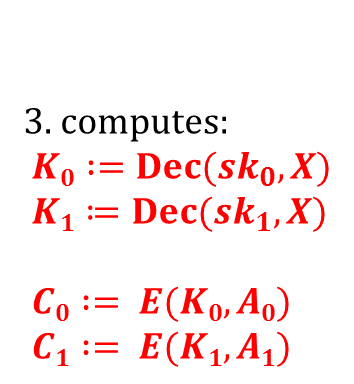 3. computes:
K₀ := Dec(sk₀, X)
K₁ := Dec(sk₁, X)
C₀ := E(K₀, A₀)
C₁ := E(K₁, A₁)